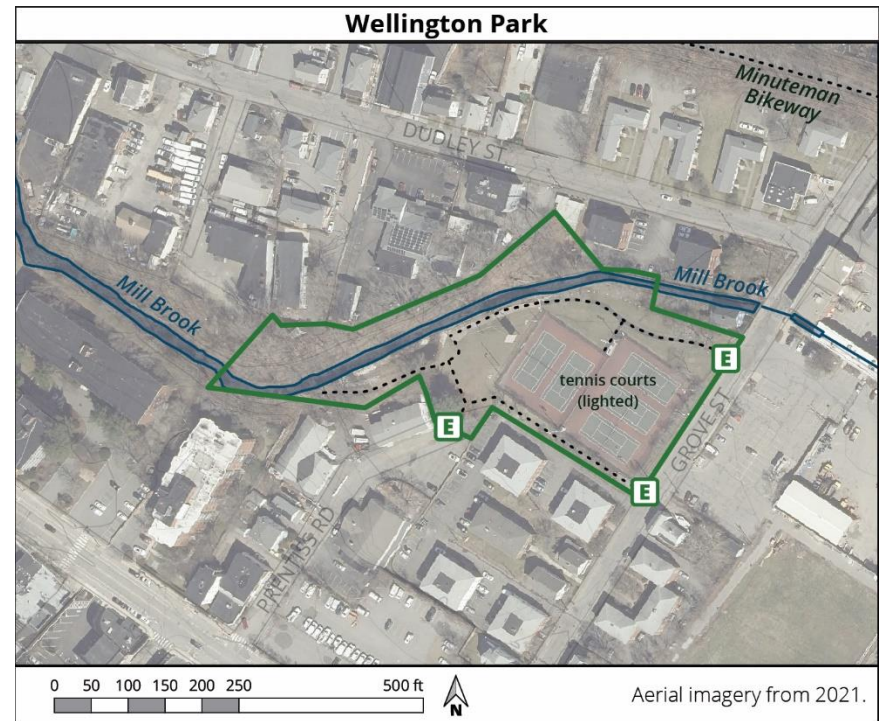 Wellington Park
Minuteman
Bikeway
DUDLEY ST
Mill Brook
Mill Brook
E
tennis courts
(lighted)
GROVE ST
E
E
PRENTISS RD
0 50 100 150 200 250 500 ft
N
Aerial imagery from 2021.